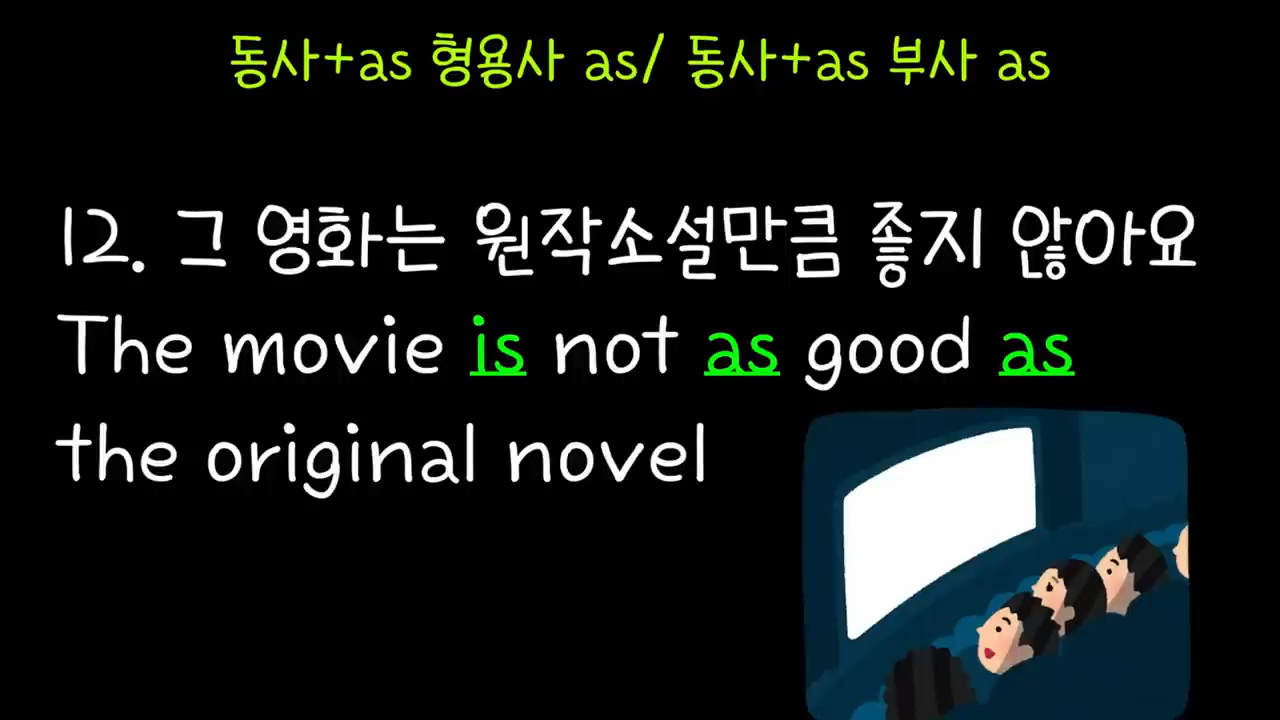 동사+as 형용사 as/ 동사+as 부사 as
12. 그 영화는 원작소설만큼 좋지 않아요
The movie is not as good as
the original novel